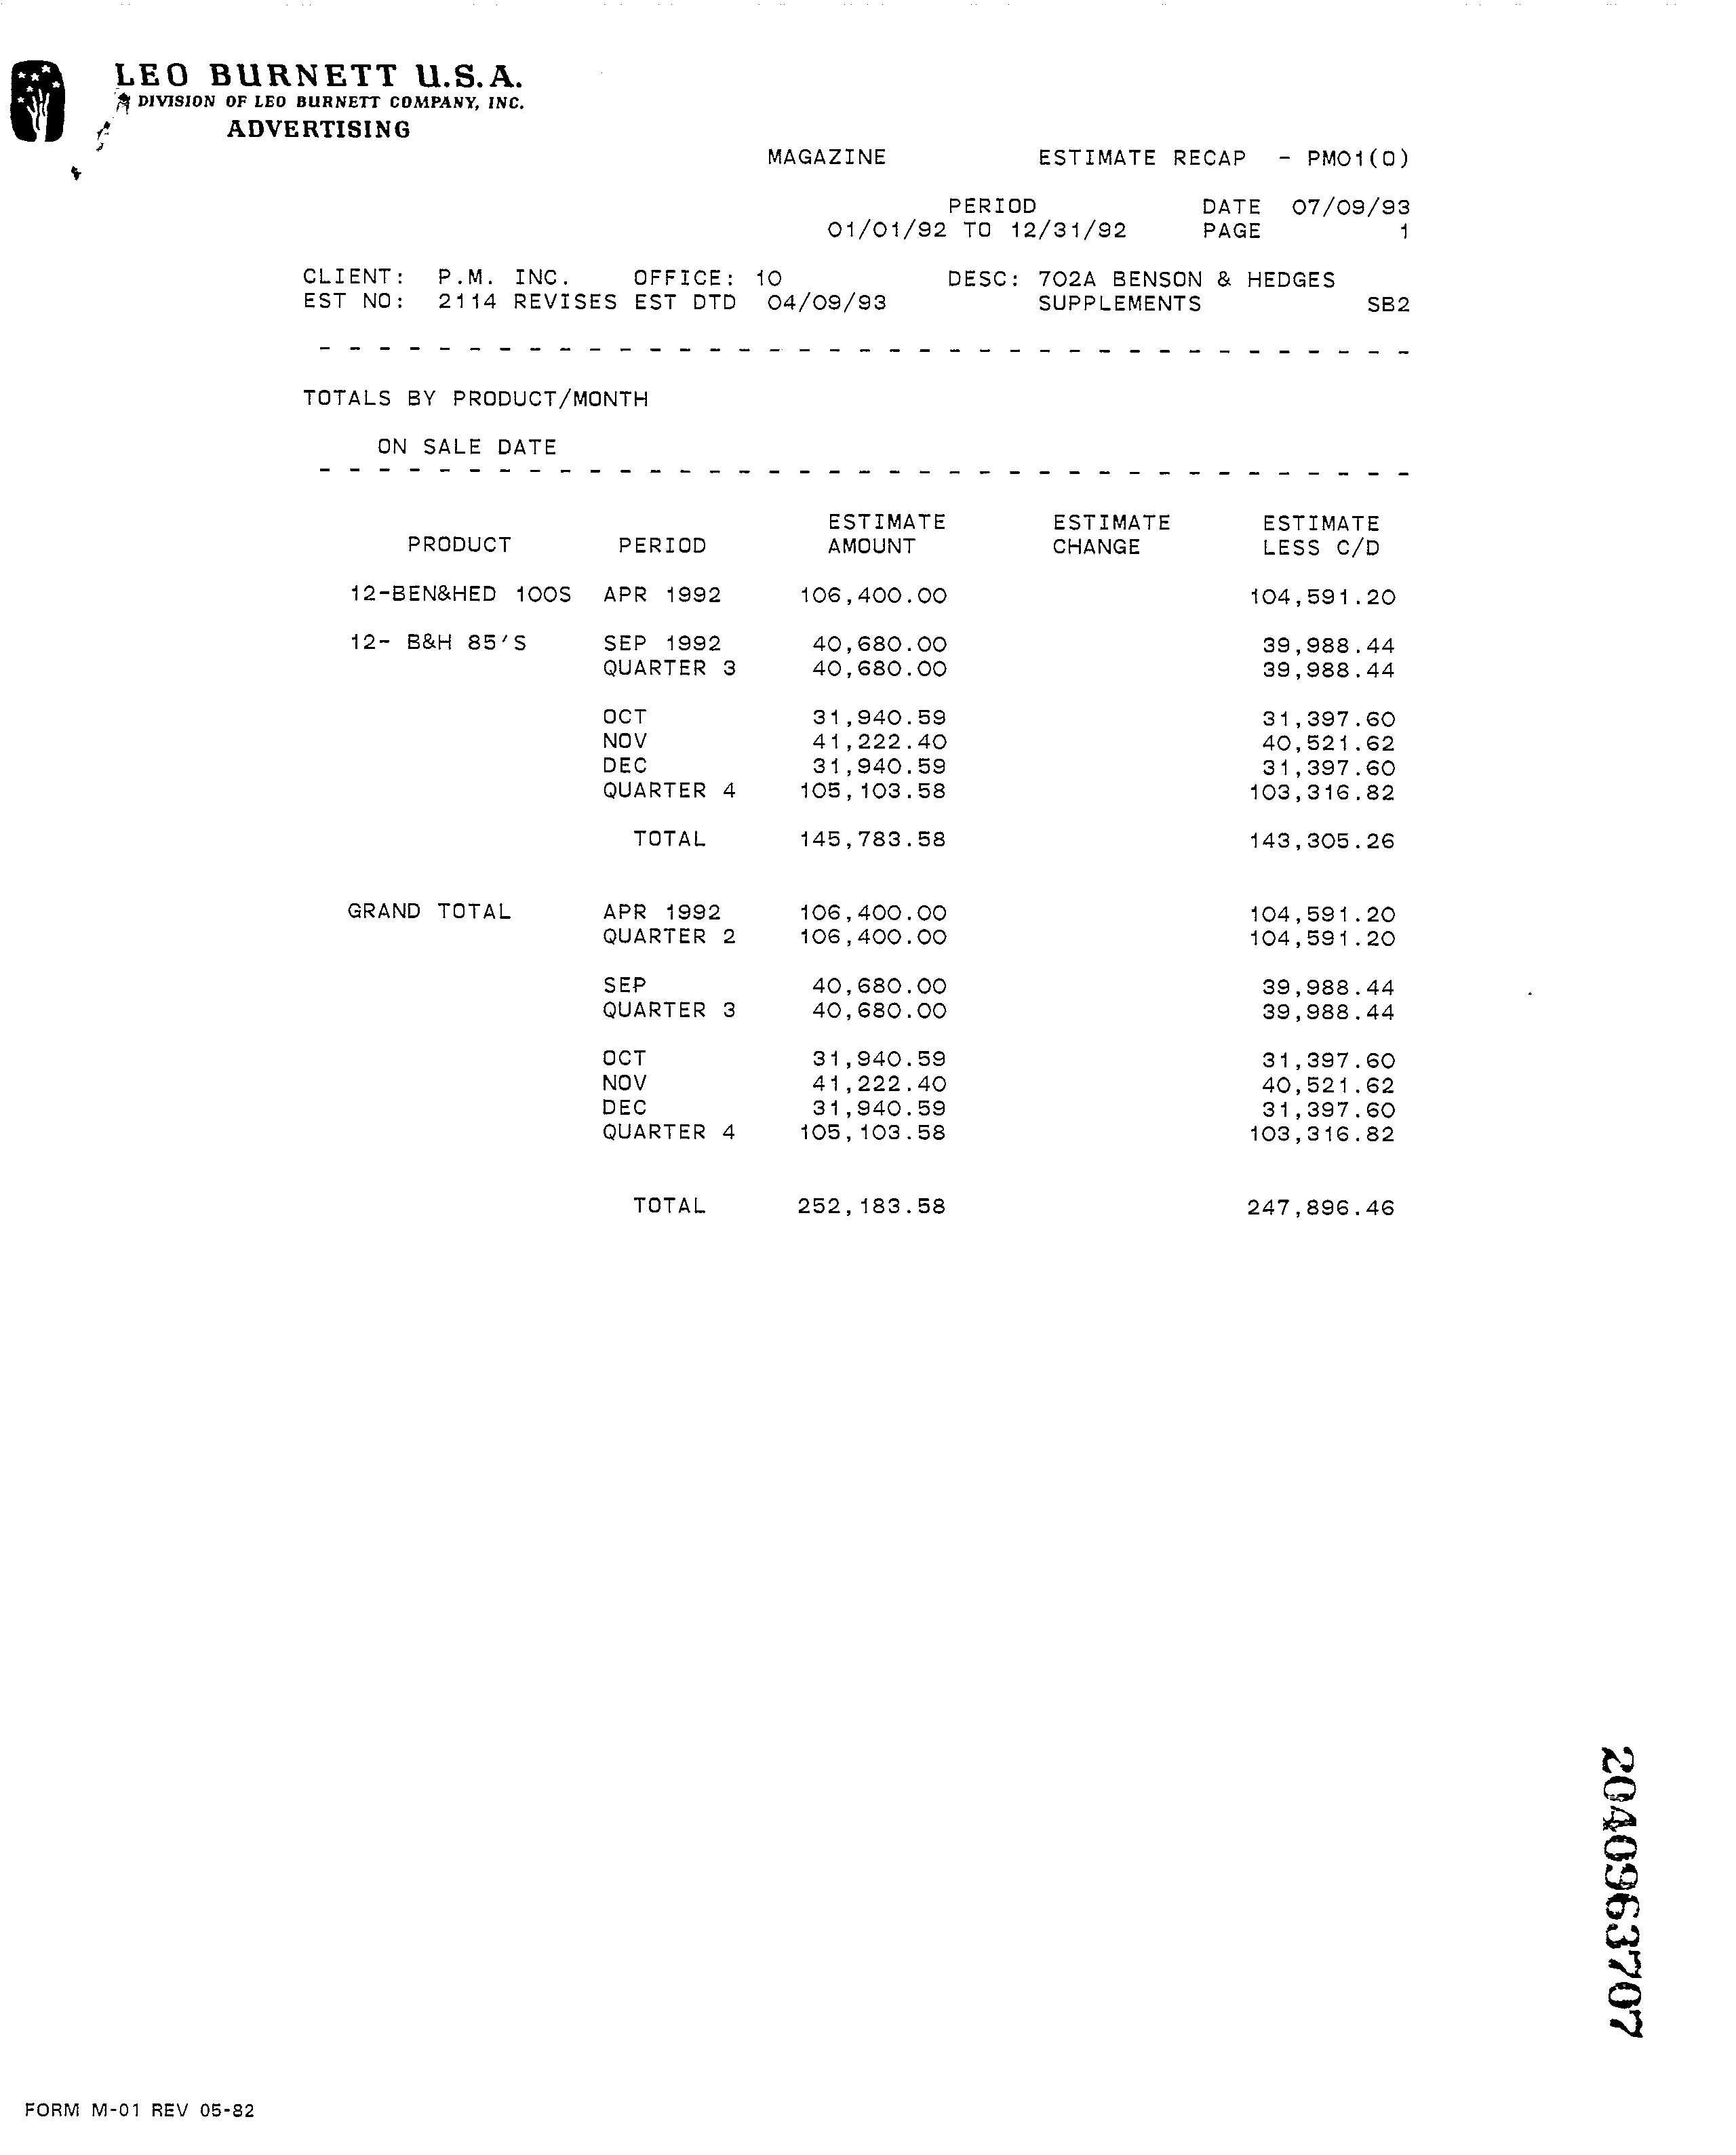 LEO BURNETT U.S.A.
A DIVISION OF LEO BURNETT COMPANY, INC.
ADVERTISING
MAGAZINE ESTIMATE RECAP - PM01(0)
PERIOD DATE 07/09/93
01/01/92 TO 12/31/92 PAGE 1
CLIENT: P.M. INC. OFFICE: 10 DESC: 702A BENSON & HEDGES
EST NO: 2114 REVISES EST DTD 04/09/93 SUPPLEMENTS SB2
- - - - - - - - - - - - - - - - - - - - - - - - - - - - - - - - - - - - -
TOTALS BY PRODUCT/MONTH
ON SALE DATE
- - - - - - - - - - - - - - - - - - - - - - - - - - - - - - - - - - - - -
ESTIMATE ESTIMATE ESTIMATE
PRODUCT PERIOD AMOUNT CHANGE LESS C/D
12-BEN&HED 100S APR 1992 106,400.00 104,591.20
12- B&H 85'S SEP 1992 40,680.00 39,988.44
QUARTER 3 40,680.00 39,988.44
OCT 31,940.59 31,397.60
NOV 41,222.40 40,521.62
DEC 31,940.59 31,397.60
QUARTER 4 105,103.58 103,316.82
TOTAL 145,783.58 143,305.26
GRAND TOTAL APR 1992 106,400.00 104,591.20
QUARTER 2 106,400.00 104,591.20
SEP 40,680.00 39,988.44
QUARTER 3 40,680.00 39,988.44
OCT 31,940.59 31,397.60
NOV 41,222.40 40,521.62
DEC 31,940.59 31,397.60
QUARTER 4 105,103.58 103,316.82
TOTAL 252,183.58 247,896.46
2040963707
FORM M-01 REV 05-82